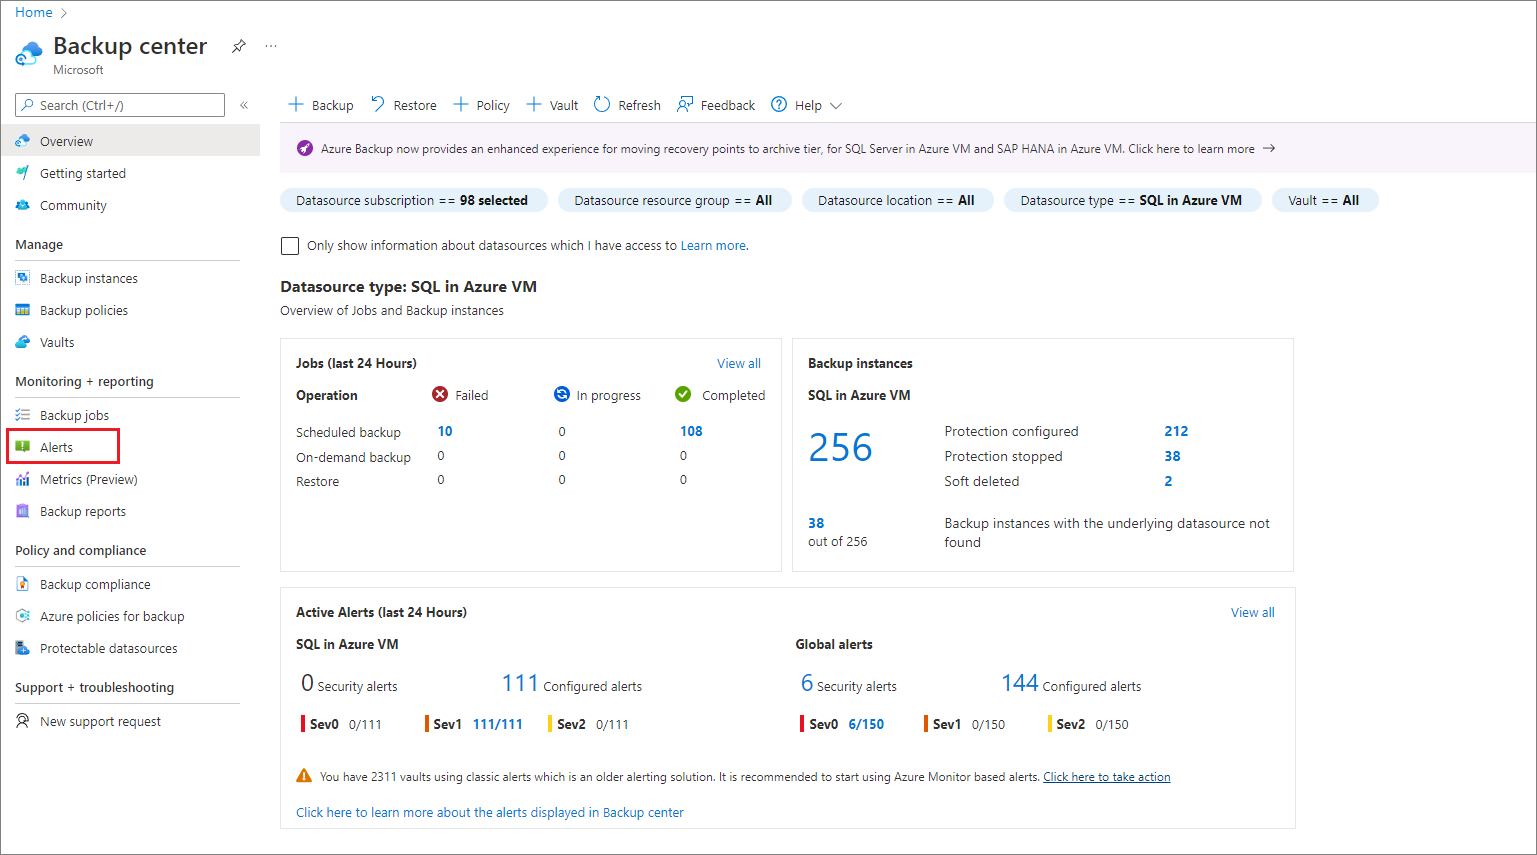 Home >
Backup center ...
Microsoft
Search (Ctrl+/) «
Overview
Getting started
Community
Manage
Backup instances
Backup policies
Vaults
Monitoring + reporting
Backup jobs
Alerts
Metrics (Preview)
Backup reports
Policy and compliance
Backup compliance
Azure policies for backup
Protectable datasources
Support + troubleshooting
New support request
+ Backup Restore + Policy + Vault Refresh Feedback Help
Azure Backup now provides an enhanced experience for moving recovery points to archive tier, for SQL Server in Azure VM and SAP HANA in Azure VM. Click here to learn more →
Datasource subscription == 98 selected Datasource resource group == All Datasource location == All Datasource type == SQL in Azure VM Vault == All
Only show information about datasources which I have access to Learn more.
Datasource type: SQL in Azure VM
Overview of Jobs and Backup instances
Jobs (last 24 Hours) View all
Operation Failed In progress Completed
Scheduled backup 10 0 108
On-demand backup 0 0 0
Restore 0 0 0
Backup instances
SQL in Azure VM
256
Protection configured 212
Protection stopped 38
Soft deleted 2
38
out of 256
Backup instances with the underlying datasource not
found
Active Alerts (last 24 Hours) View all
SQL in Azure VM
0 Security alerts 111 Configured alerts
Sev0 0/111 Sev1 111/111 Sev2 0/111
Global alerts
6 Security alerts 144 Configured alerts
Sev0 6/150 Sev1 0/150 Sev2 0/150
You have 2311 vaults using classic alerts which is an older alerting solution. It is recommended to start using Azure Monitor based alerts. Click here to take action
Click here to learn more about the alerts displayed in Backup center